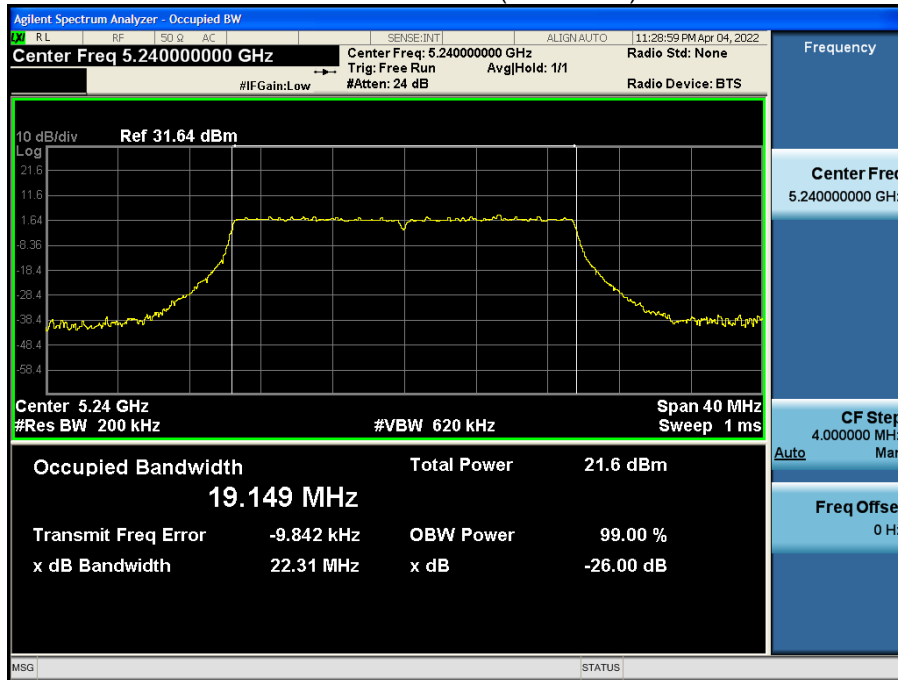 Agilent Spectrum Analyzer - Occupied BW
LXI RL RF 50 Ω AC SENSE:INT ALIGN AUTO 11:28:59 PM Apr 04, 2022
Center Freq 5.240000000 GHz Center Freq: 5.240000000 GHz Radio Std: None Frequency
Trig: Free Run Avg|Hold: 1/1
#IFGain:Low #Atten: 24 dB Radio Device: BTS
10 dB/div Ref 31.64 dBm
Log
21.6
11.6
1.64
-8.36
-18.4
-28.4
-38.4
-48.4
-58.4
Center Freq
5.240000000 GH
Center 5.24 GHz Span 40 MHz
#Res BW 200 kHz #VBW 620 kHz Sweep 1 ms
CF Step
4.000000 MH
Auto Man
Occupied Bandwidth Total Power 21.6 dBm
19.149 MHz
Transmit Freq Error -9.842 kHz OBW Power 99.00 %
x dB Bandwidth 22.31 MHz x dB -26.00 dB
Freq Offse
0 H
MSG STATUS